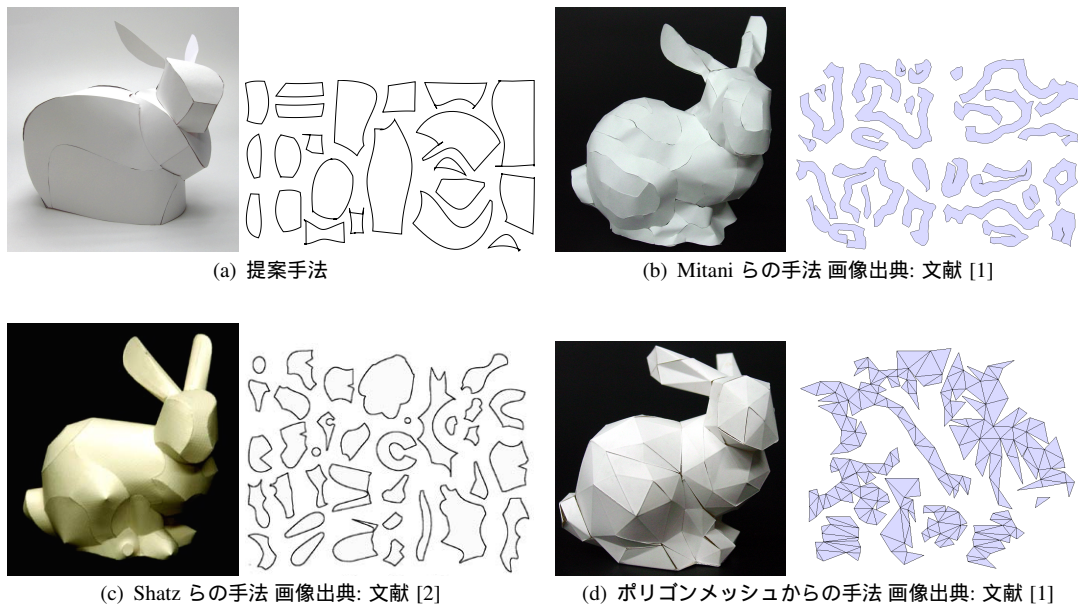 (a) 提案手法
(b) Mitani らの手法 画像出典: 文献 [1]
(c) Shatz らの手法 画像出典: 文献 [2]
(d) ポリゴンメッシュからの手法 画像出典: 文献 [1]